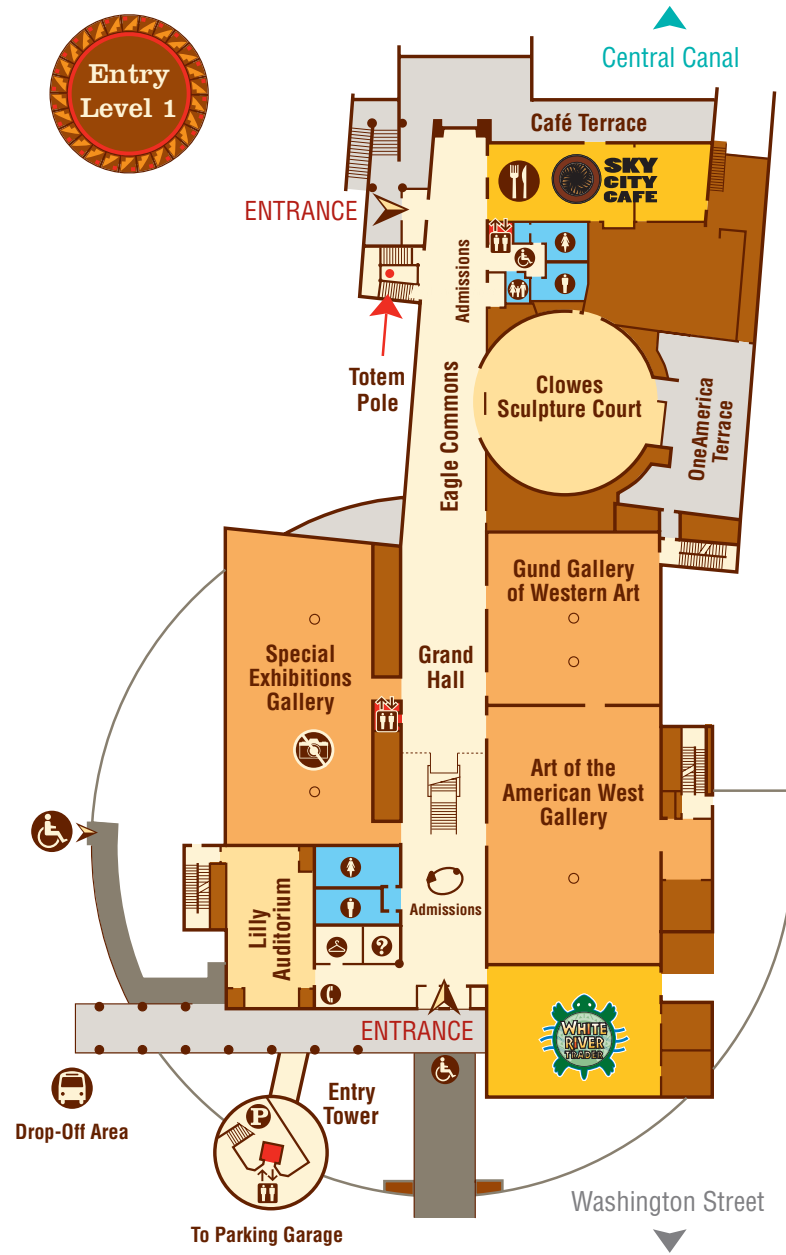 Entry
Level 1
Central Canal
Café Terrace
SKY
CITY
CAFE
ENTRANCE
Admissions
Totem
Pole
Clowes
Sculpture Court
OneAmerica
Terrace
Eagle Commons
Gund Gallery
of Western Art
Special
Exhibitions
Gallery
Grand
Hall
Art of the
American West
Gallery
Lilly
Auditorium
Admissions
?
ENTRANCE
WHITE
RIVER
TRADER
Entry
Tower
P
Drop-Off Area
To Parking Garage
Washington Street